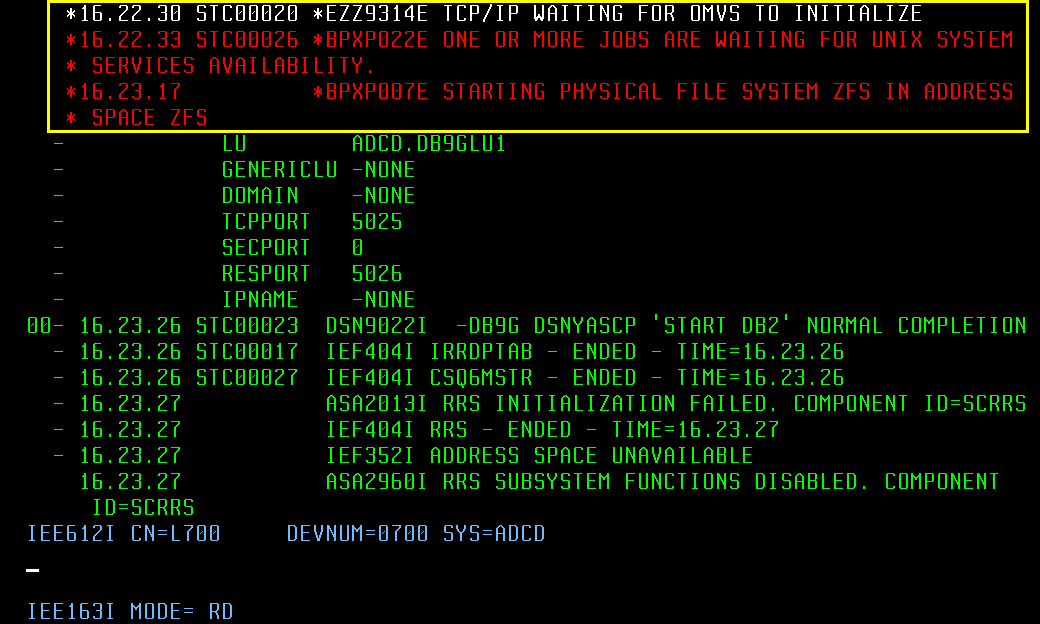 *16.22.30 STC00020 *EZZ9314E TCP/IP WAITING FOR OMVS TO INITIALIZE
*16.22.33 STC00026 *BPXP022E ONE OR MORE JOBS ARE WAITING FOR UNIX SYSTEM
* SERVICES AVAILABILITY.
*16.23.17 *BPXP007E STARTING PHYSICAL FILE SYSTEM ZFS IN ADDRESS
* SPACE ZFS
- LU ADCD.DB9GLU1
- GENERICLU -NONE
- DOMAIN -NONE
- TCPPORT 5025
- SECPORT 0
- RESPORT 5026
- IPNAME -NONE
00- 16.23.26 STC00023 DSN9022I -DB9G DSNYASCP 'START DB2' NORMAL COMPLETION
- 16.23.26 STC00017 IEF404I IRRDPTAB - ENDED - TIME=16.23.26
- 16.23.26 STC00027 IEF404I CSQ6MSTR - ENDED - TIME=16.23.26
- 16.23.27 ASA2013I RRS INITIALIZATION FAILED. COMPONENT ID=SCRRS
- 16.23.27 IEF404I RRS - ENDED - TIME=16.23.27
- 16.23.27 IEF352I ADDRESS SPACE UNAVAILABLE
16.23.27 ASA2960I RRS SUBSYSTEM FUNCTIONS DISABLED. COMPONENT
ID=SCRRS
IEE612I CN=L700 DEVNUM=0700 SYS=ADCD
IEE163I MODE= RD